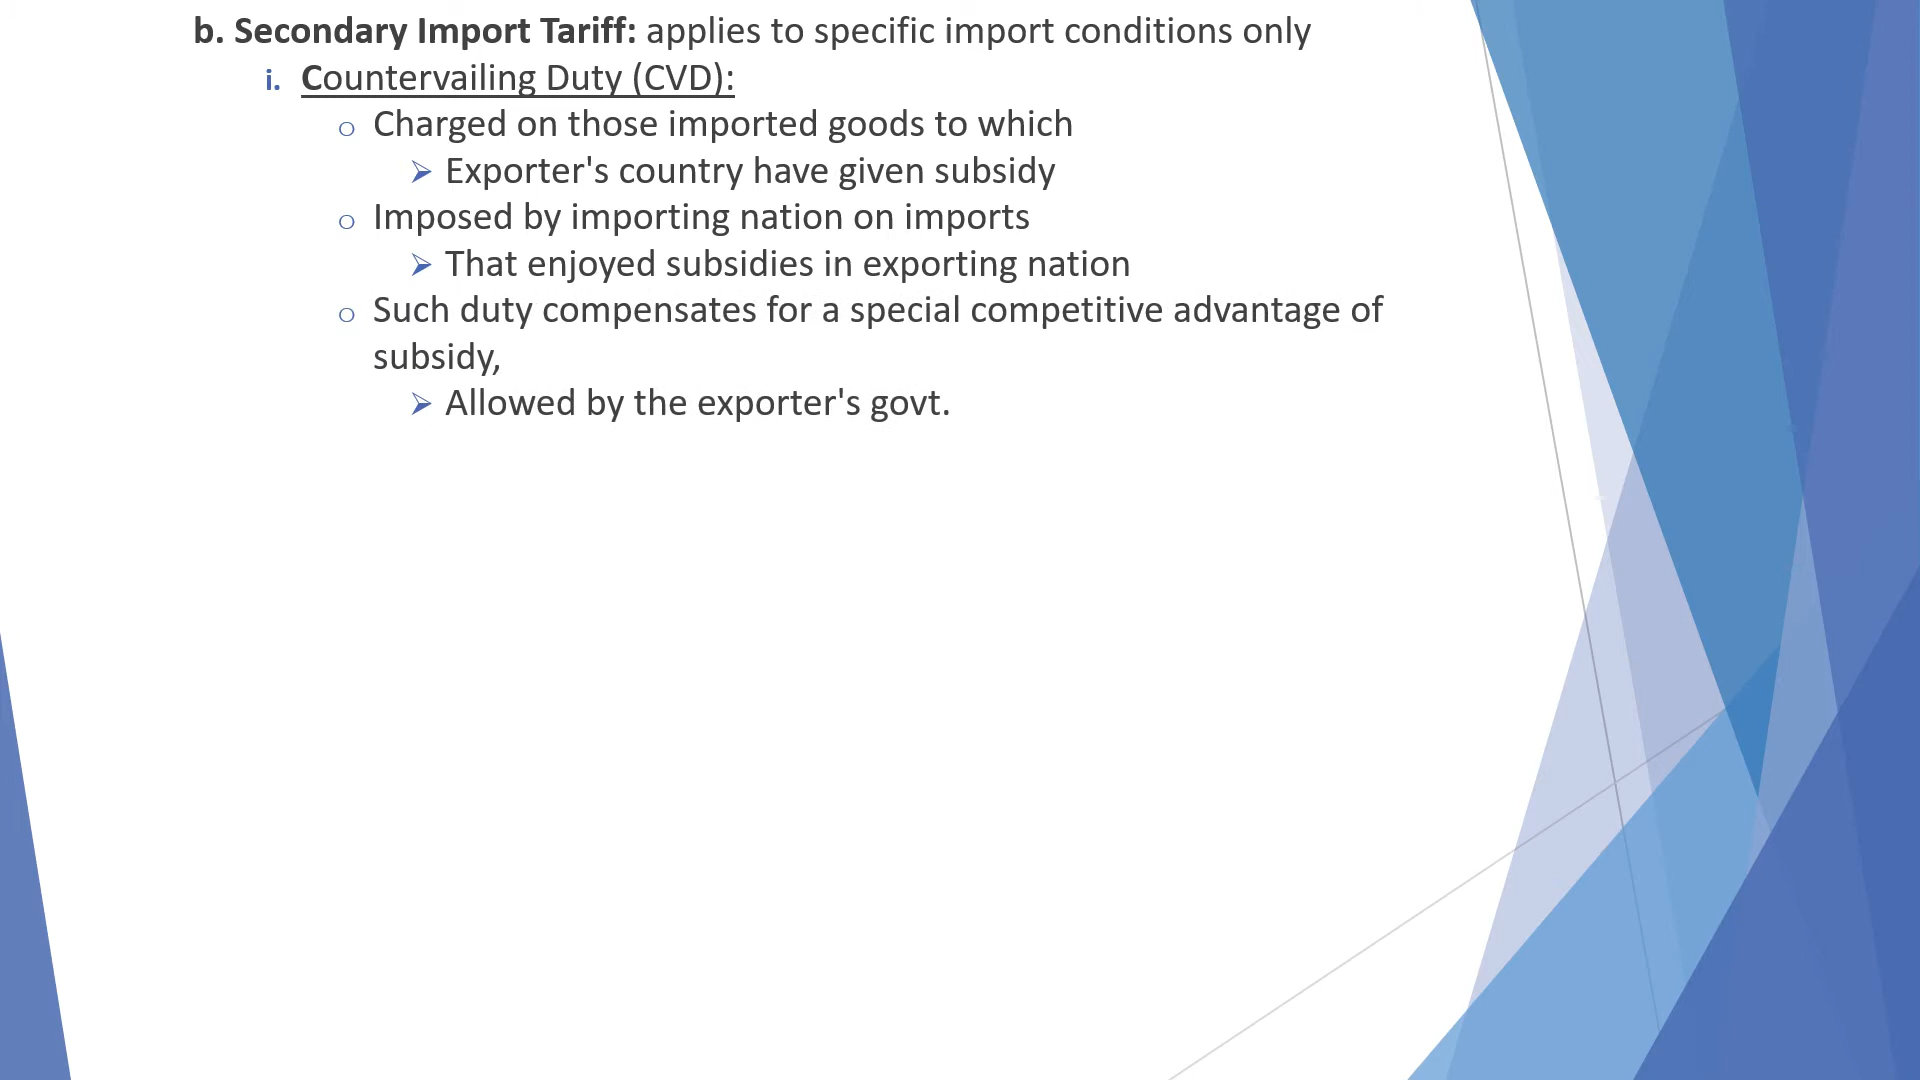 b. Secondary Import Tariff: applies to specific import conditions only
i. Countervailing Duty (CVD):
o Charged on those imported goods to which
➢ Exporter's country have given subsidy
o Imposed by importing nation on imports
➢ That enjoyed subsidies in exporting nation
o Such duty compensates for a special competitive advantage of
subsidy,
➢ Allowed by the exporter's govt.